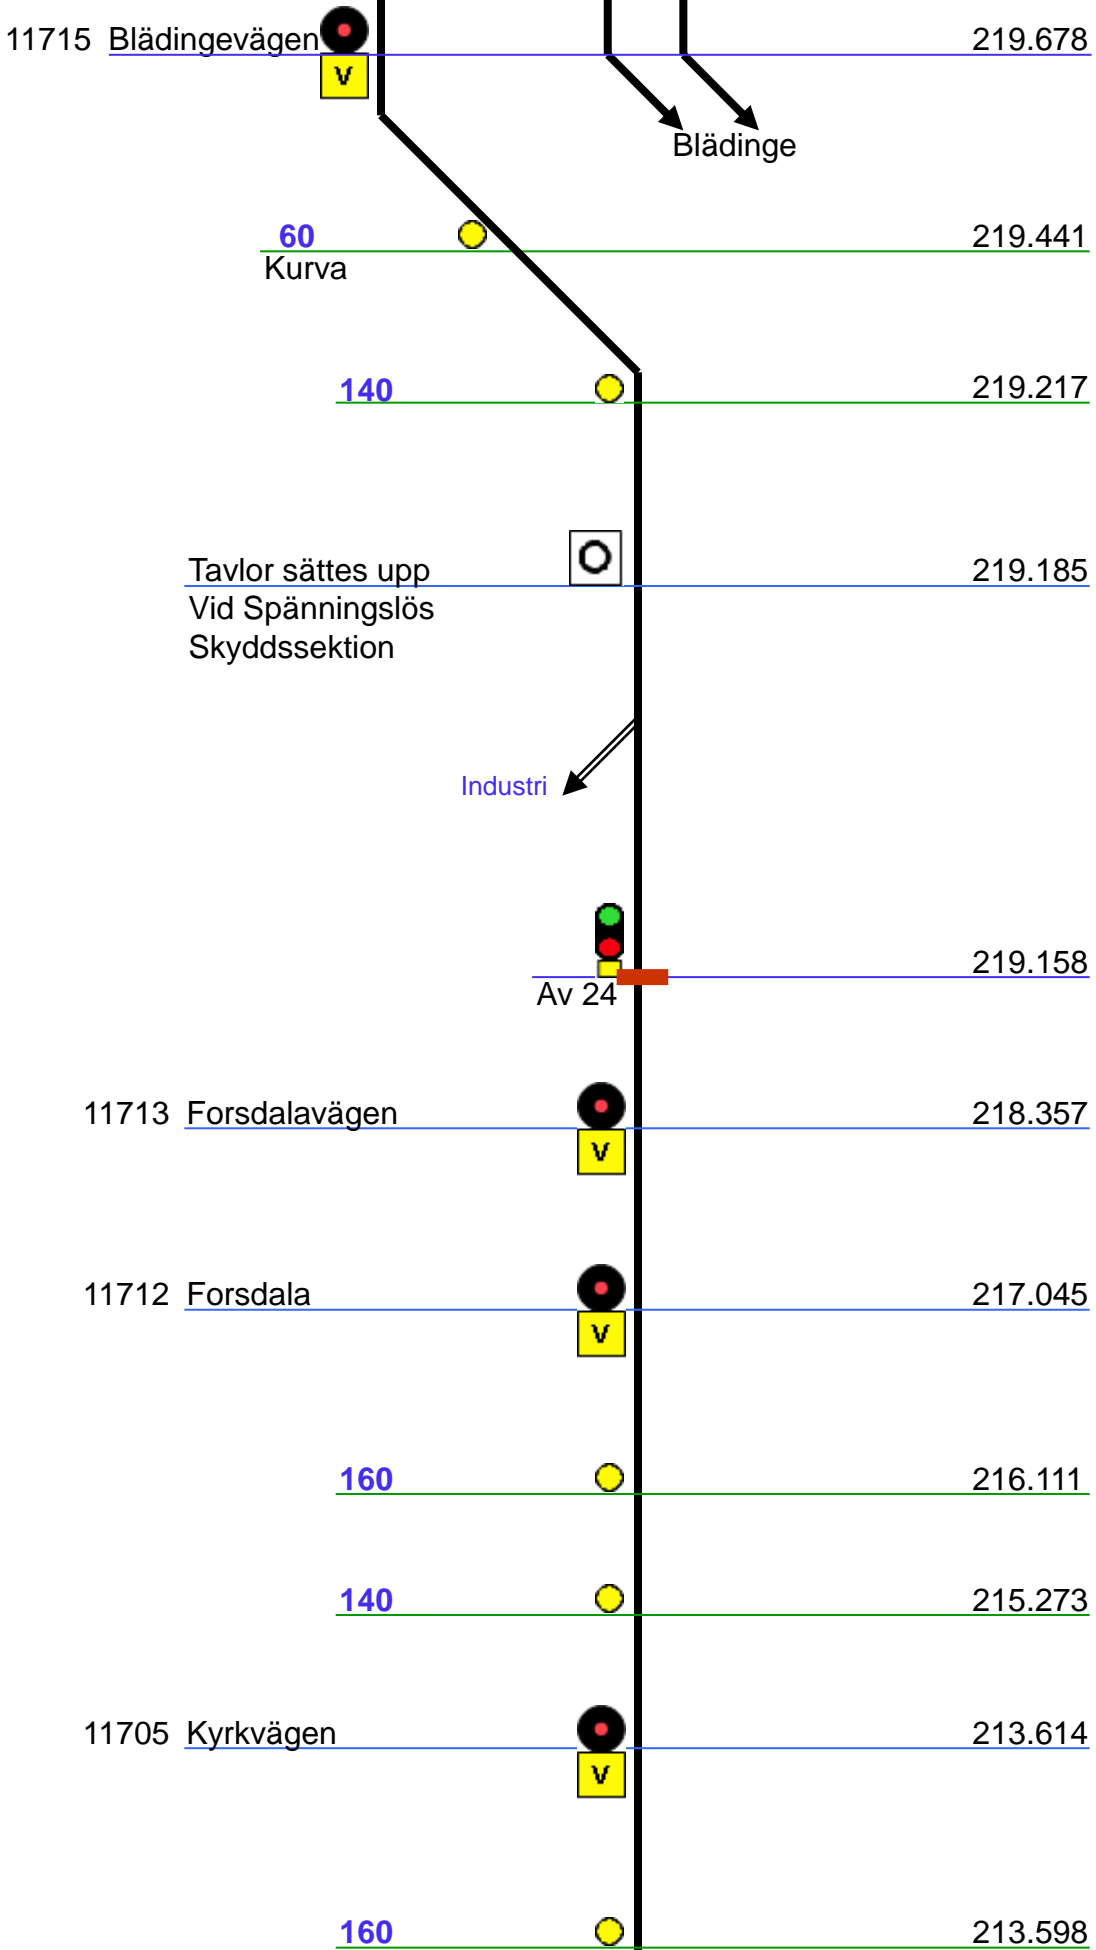 11715 Blädingevägen 219.678
V
Blädinge
60 219.441
Kurva
140 219.217
Tavlor sättes upp 219.185
Vid Spänningslös
Skyddssektion
Industri
219.158
Av 24
11713 Forsdalavägen 218.357
V
11712 Forsdala 217.045
V
160 216.111
140 215.273
11705 Kyrkvägen 213.614
V
160 213.598